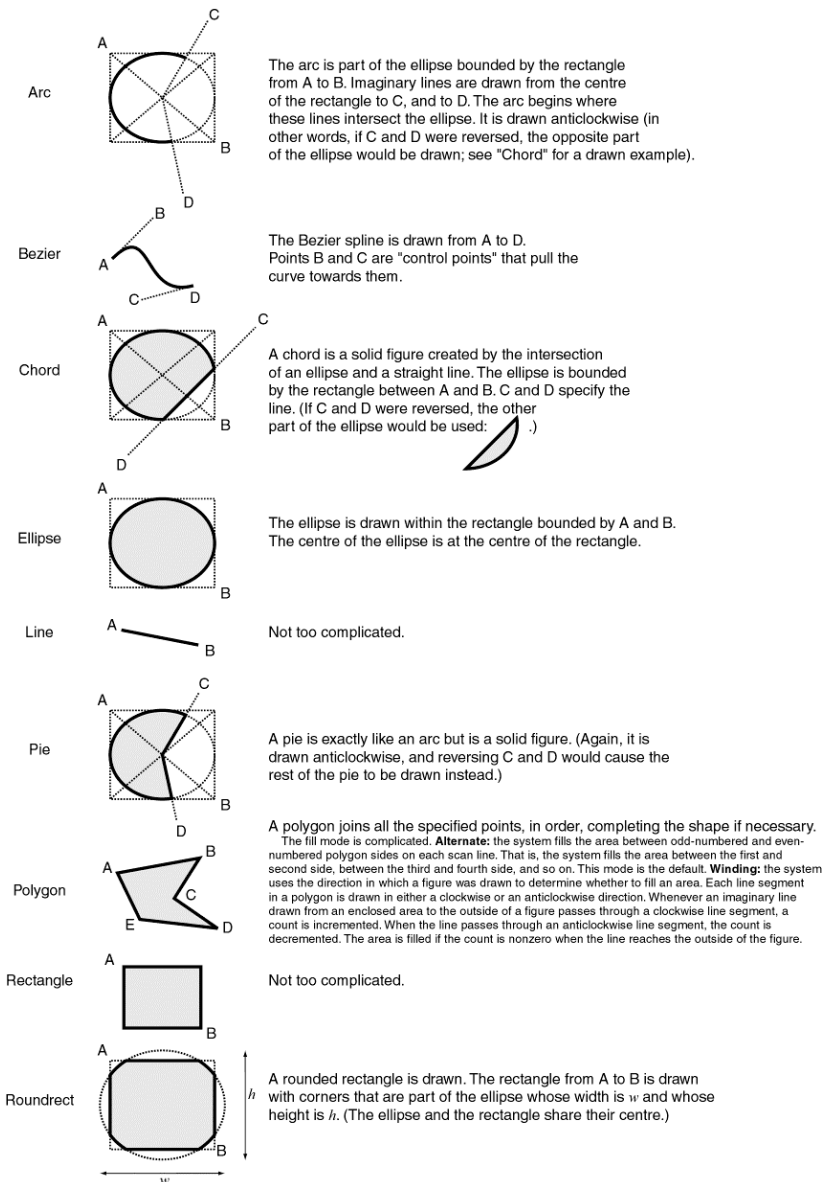 C
A
Arc
B
D
The arc is part of the ellipse bounded by the rectangle
from A to B. Imaginary lines are drawn from the centre
of the rectangle to C, and to D. The arc begins where
these lines intersect the ellipse. It is drawn anticlockwise (in
other words, if C and D were reversed, the opposite part
of the ellipse would be drawn; see "Chord" for a drawn example).
B
Bezier
A
C
D
The Bezier spline is drawn from A to D.
Points B and C are "control points" that pull the
curve towards them.
A
C
Chord
B
D
A chord is a solid figure created by the intersection
of an ellipse and a straight line. The ellipse is bounded
by the rectangle between A and B. C and D specify the
line. (If C and D were reversed, the other
part of the ellipse would be used: .)
A
Ellipse
B
The ellipse is drawn within the rectangle bounded by A and B.
The centre of the ellipse is at the centre of the rectangle.
Line
A
B
Not too complicated.
C
A
Pie
B
D
A pie is exactly like an arc but is a solid figure. (Again, it is
drawn anticlockwise, and reversing C and D would cause the
rest of the pie to be drawn instead.)
B
A
Polygon
C
E
D
A polygon joins all the specified points, in order, completing the shape if necessary.
The fill mode is complicated. Alternate: the system fills the area between odd-numbered and even-
numbered polygon sides on each scan line. That is, the system fills the area between the first and
second side, between the third and fourth side, and so on. This mode is the default. Winding: the system
uses the direction in which a figure was drawn to determine whether to fill an area. Each line segment
in a polygon is drawn in either a clockwise or an anticlockwise direction. Whenever an imaginary line
drawn from an enclosed area to the outside of a figure passes through a clockwise line segment, a
count is incremented. When the line passes through an anticlockwise line segment, the count is
decremented. The area is filled if the count is nonzero when the line reaches the outside of the figure.
A
Rectangle
B
Not too complicated.
A
Roundrect
h
B
w
A rounded rectangle is drawn. The rectangle from A to B is drawn
with corners that are part of the ellipse whose width is w and whose
height is h. (The ellipse and the rectangle share their centre.)